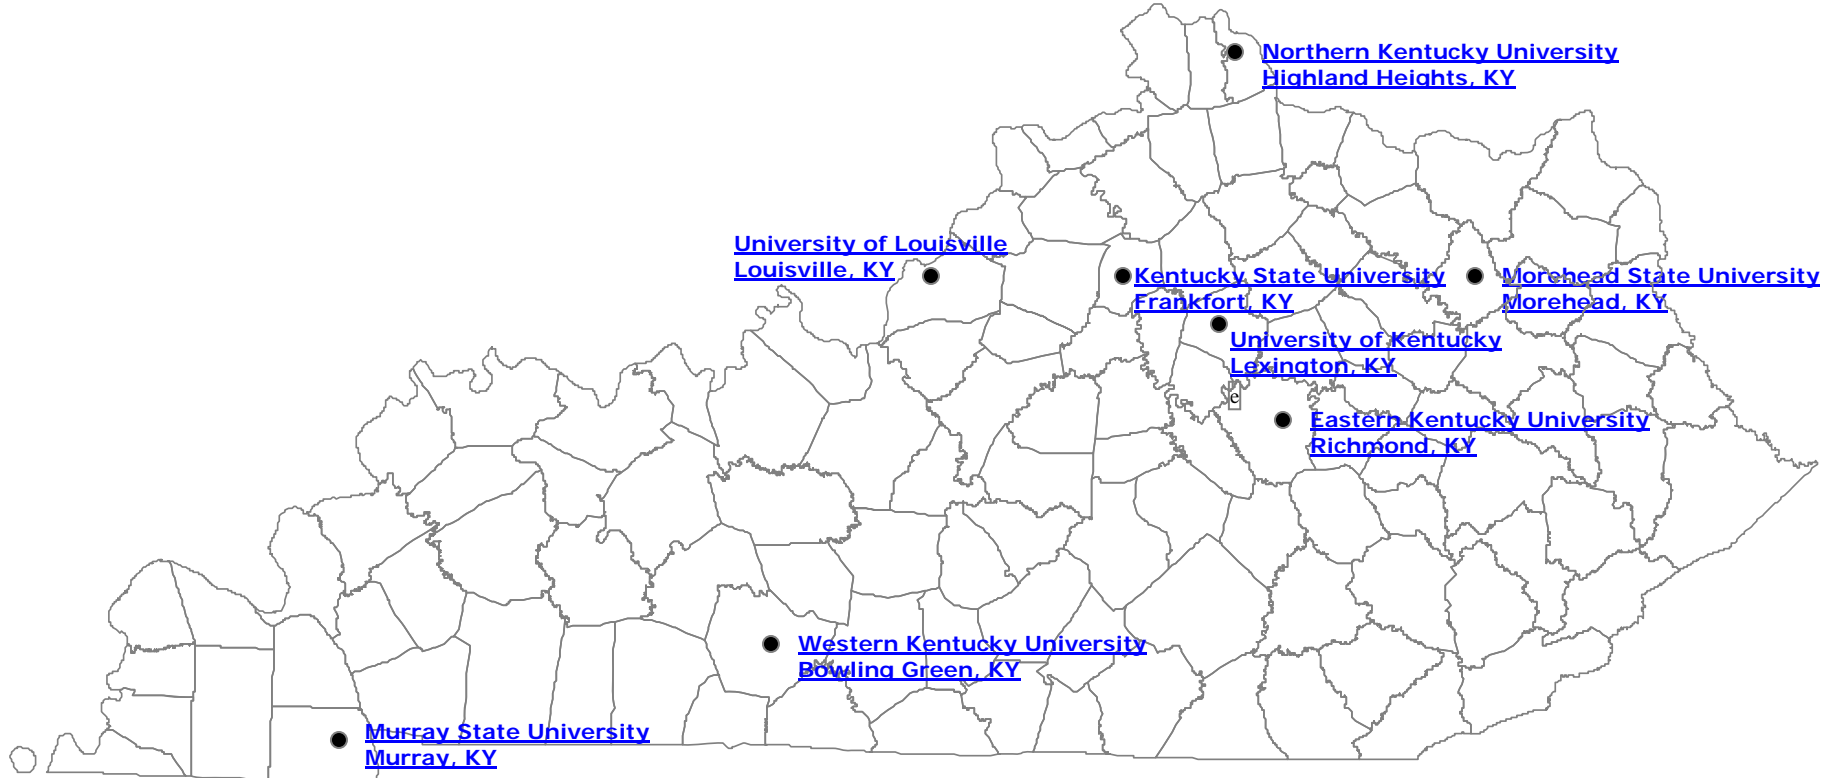 Northern Kentucky University
Highland Heights, KY
University of Louisville
Louisville, KY
Kentucky State University
Frankfort, KY
Morehead State University
Morehead, KY
University of Kentucky
Lexington, KY
e
Eastern Kentucky University
Richmond, KY
Western Kentucky University
Bowling Green, KY
Murray State University
Murray, KY